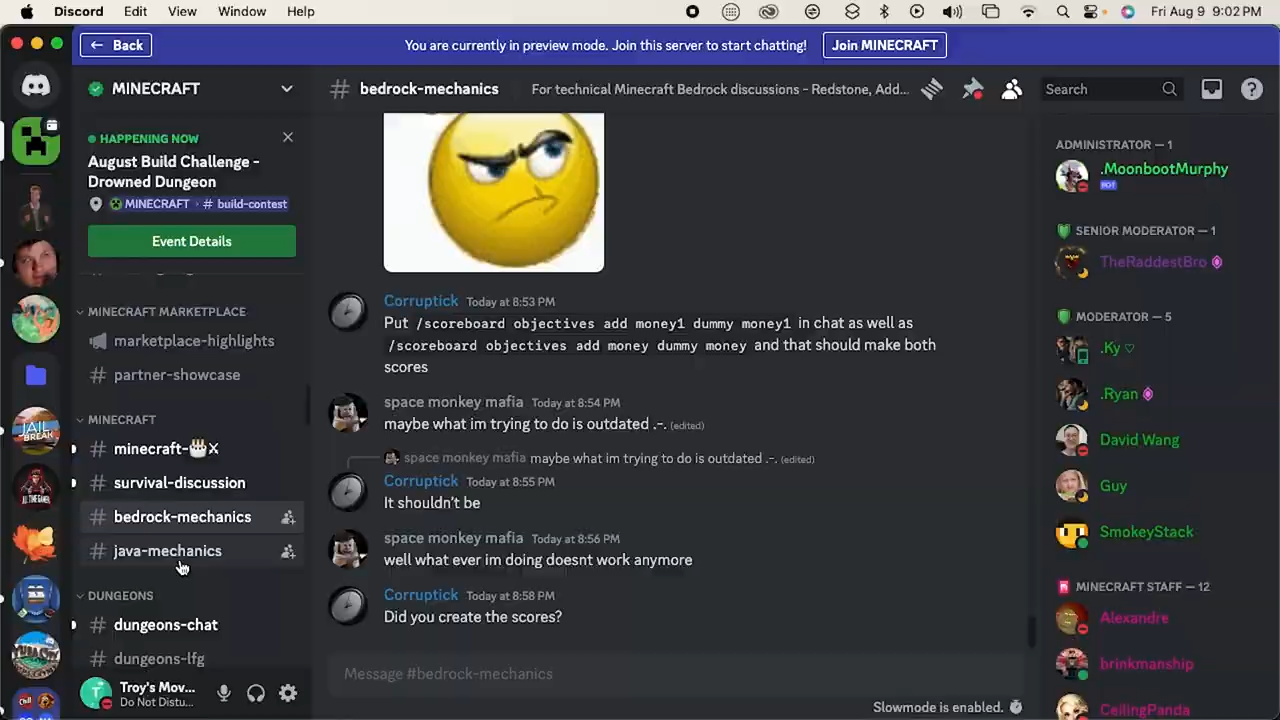 Discord Edit View Window Help Fri Aug 9 9:02 PM
← Back
You are currently in preview mode. Join this server to start chatting! Join MINECRAFT
MINECRAFT
HAPPENING NOW
August Build Challenge -
Drowned Dungeon
MINECRAFT › # build-contest
Event Details
MINECRAFT MARKETPLACE
marketplace-highlights
partner-showcase
MINECRAFT
minecraft-
survival-discussion
bedrock-mechanics
java-mechanics
DUNGEONS
dungeons-chat
dungeons-lfg
JAIL
BREAK
Troy's Mov...
Do Not Distu...
# bedrock-mechanics
For technical Minecraft Bedrock discussions - Redstone, Add...
Search
Corruptick Today at 8:53 PM
Put /scoreboard objectives add money1 dummy money1 in chat as well as
/scoreboard objectives add money dummy money and that should make both
scores
space monkey mafia Today at 8:54 PM
maybe what im trying to do is outdated .-. (edited)
space monkey mafia maybe what im trying to do is outdated .-. (edited)
Corruptick Today at 8:55 PM
It shouldn't be
space monkey mafia Today at 8:56 PM
well what ever im doing doesnt work anymore
Corruptick Today at 8:58 PM
Did you create the scores?
Message #bedrock-mechanics
Slowmode is enabled.
ADMINISTRATOR — 1
.MoonbootMurphy
BOT
SENIOR MODERATOR — 1
TheRaddestBro
MODERATOR — 5
.Ky ♡
.Ryan
David Wang
Guy
SmokeyStack
MINECRAFT STAFF — 12
Alexandre
brinkmanship
CeilingPanda